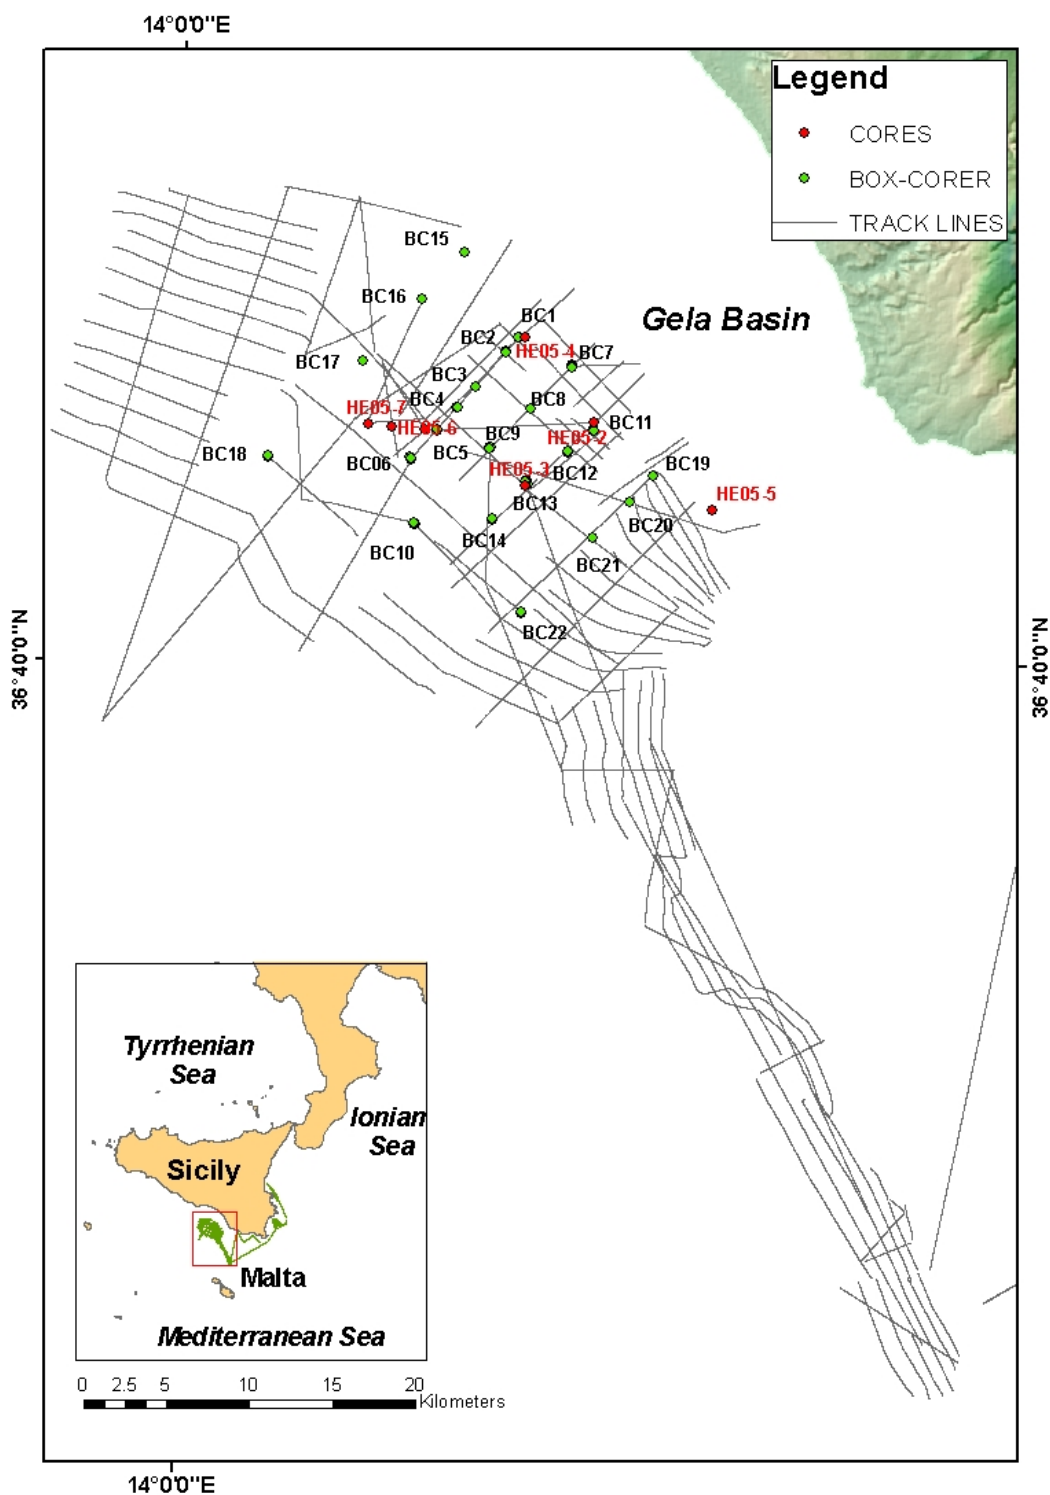 14°0'0"E
Legend
CORES
BOX-CORER
TRACK LINES
BC15
BC16
Gela Basin
BC1
BC2
HE05-4
BC7
BC17
BC3
BC4
BC8
HE05-7
HE05-6
BC11
BC9
HE05-2
BC18
BC06
BC5
BC19
HE05-3
BC12
HE05-5
BC13
BC20
BC14
BC10
BC21
BC22
36°40'0"N
36°40'0"N
Tyrrhenian
Sea
Ionian
Sea
Sicily
Malta
Mediterranean Sea
0 2.5 5 10 15 20
Kilometers
14°0'0"E